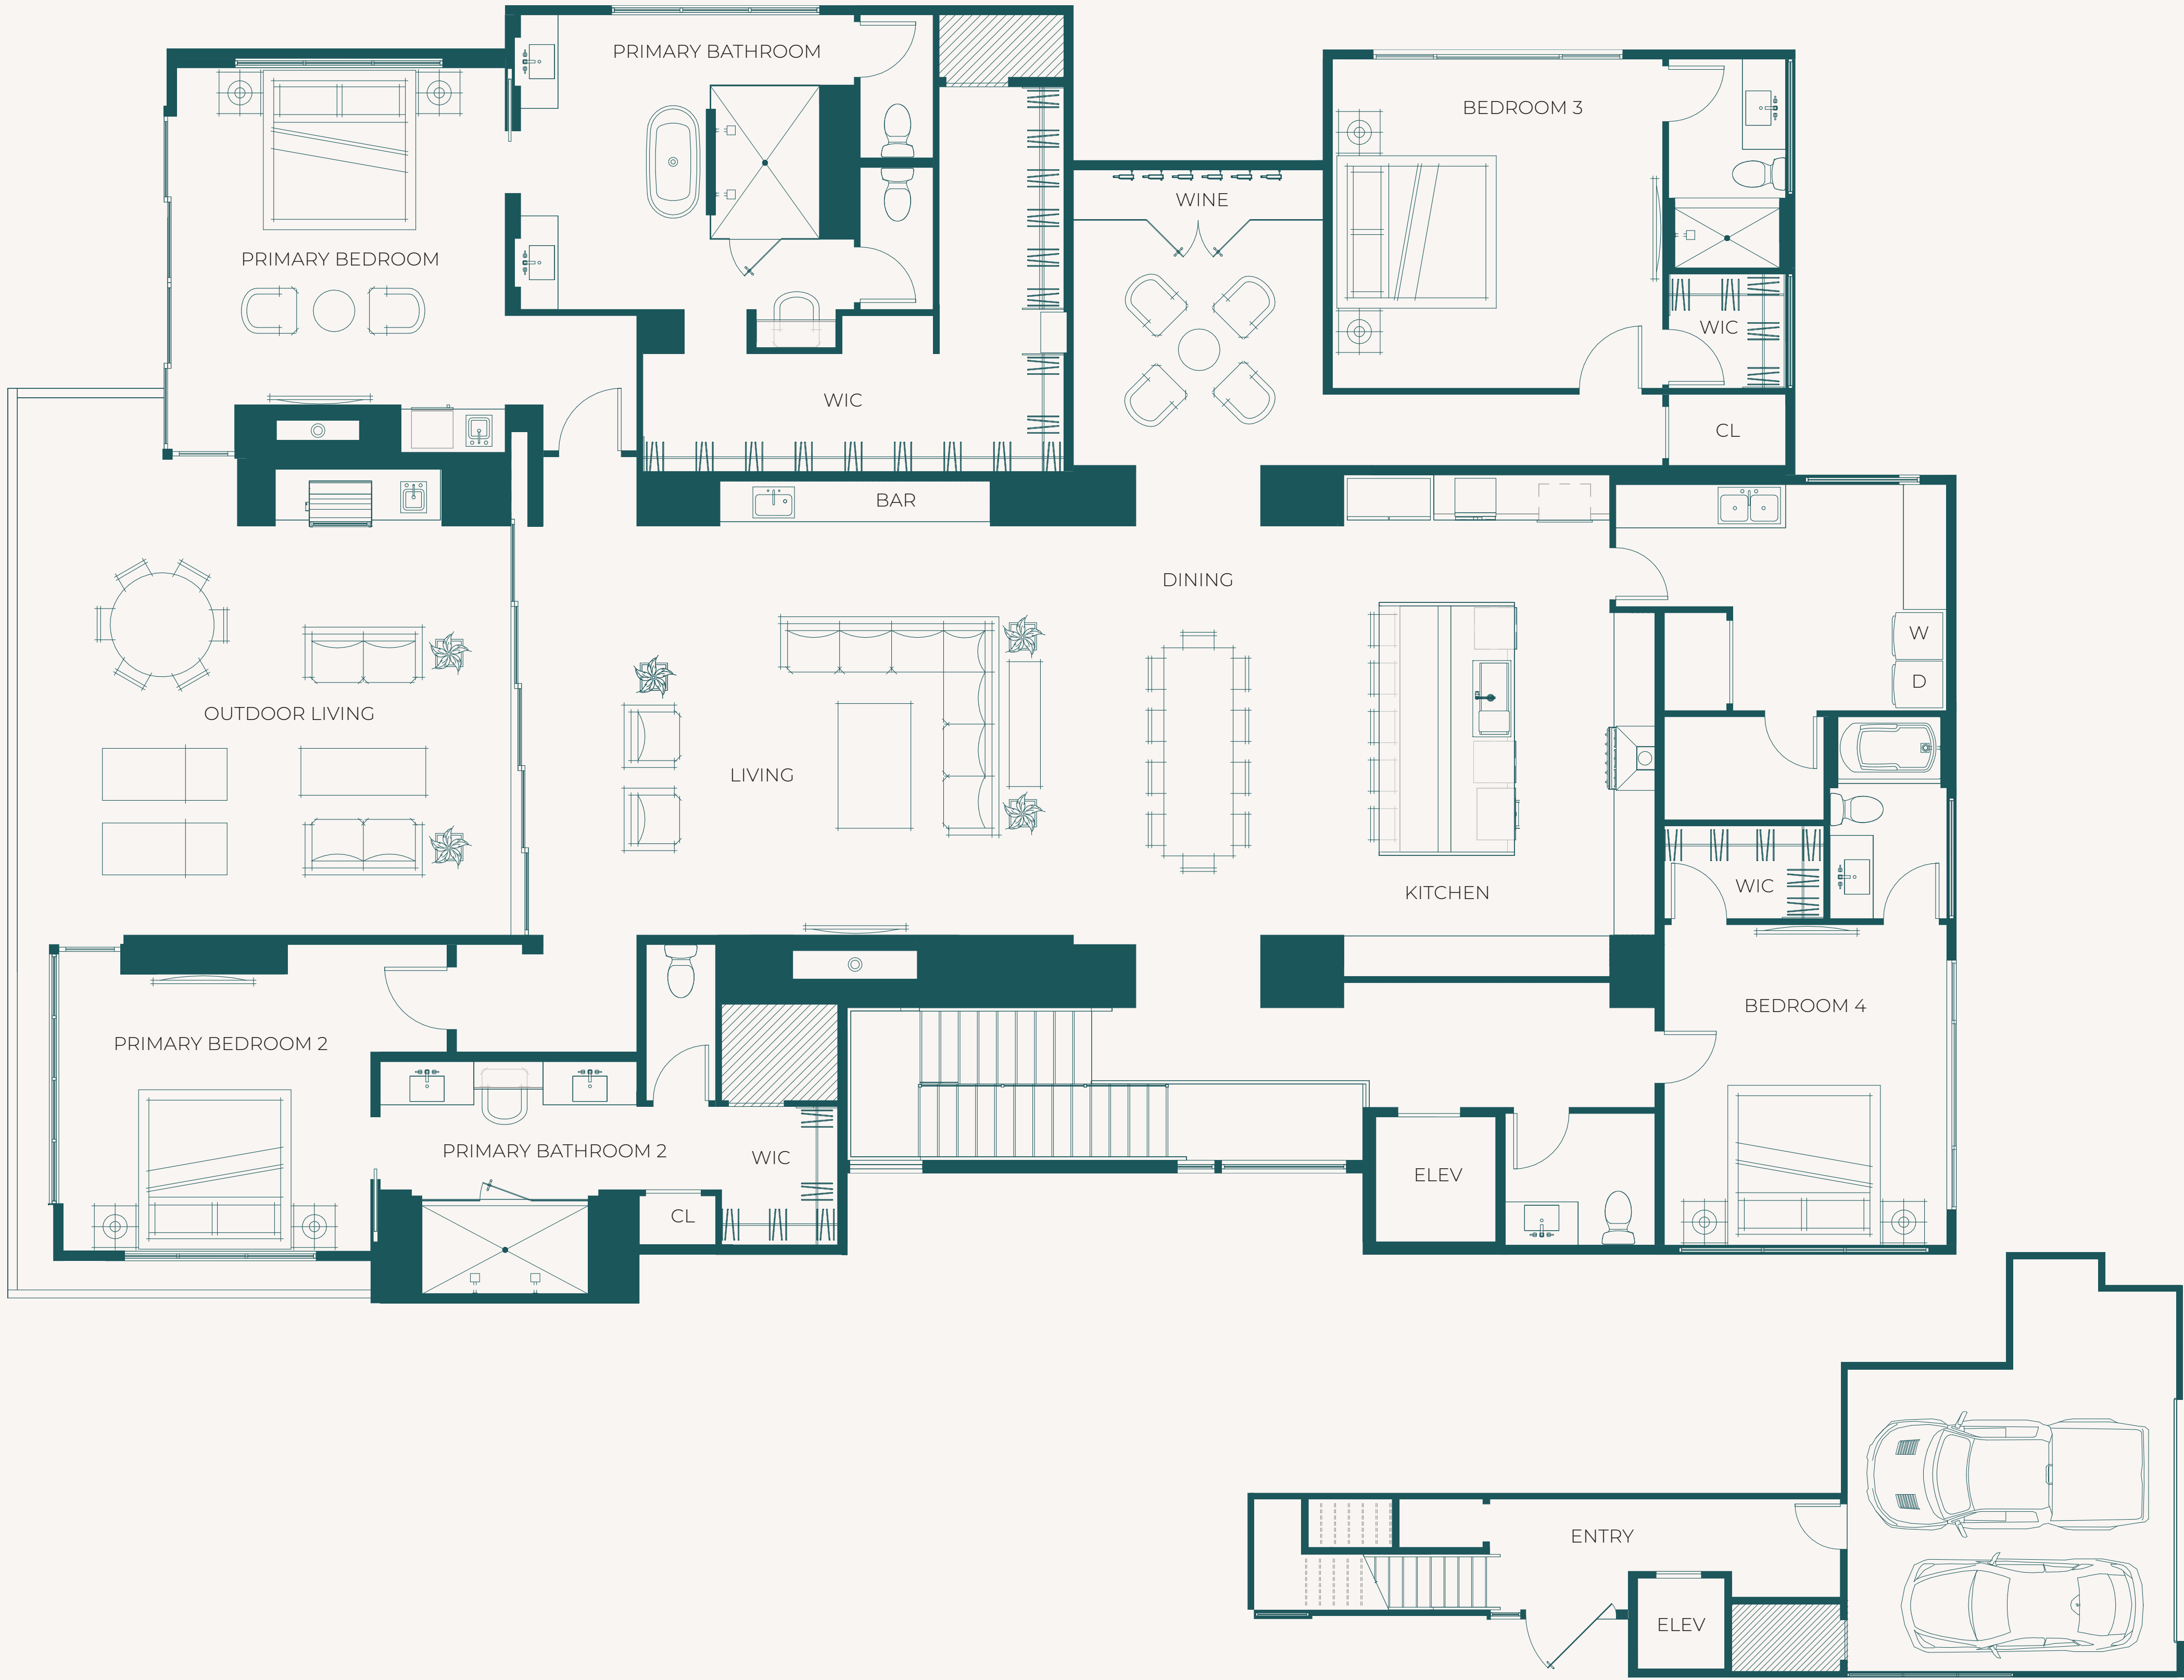 PRIMARY BATHROOM
BEDROOM 3
WINE
PRIMARY BEDROOM
WIC
WIC
CL
BAR
DINING
W
D
OUTDOOR LIVING
LIVING
WIC
KITCHEN
BEDROOM 4
PRIMARY BEDROOM 2
PRIMARY BATHROOM 2
WIC
ELEV
CL
ENTRY
ELEV